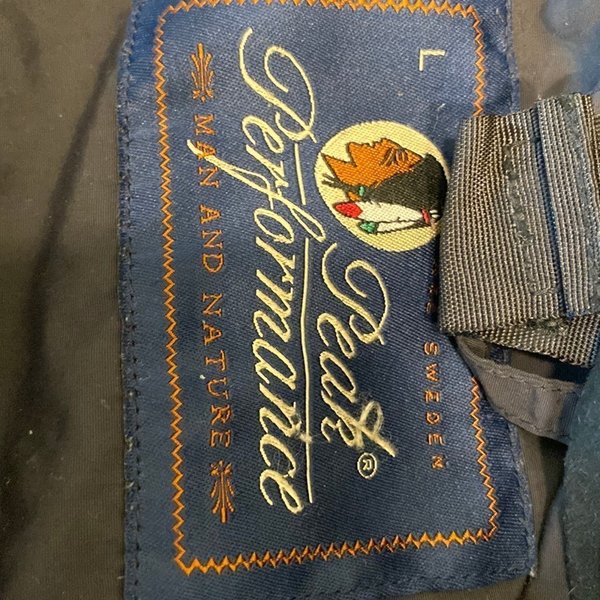 L
SWEDEN
Peak®
Performance
MAN AND NATURE